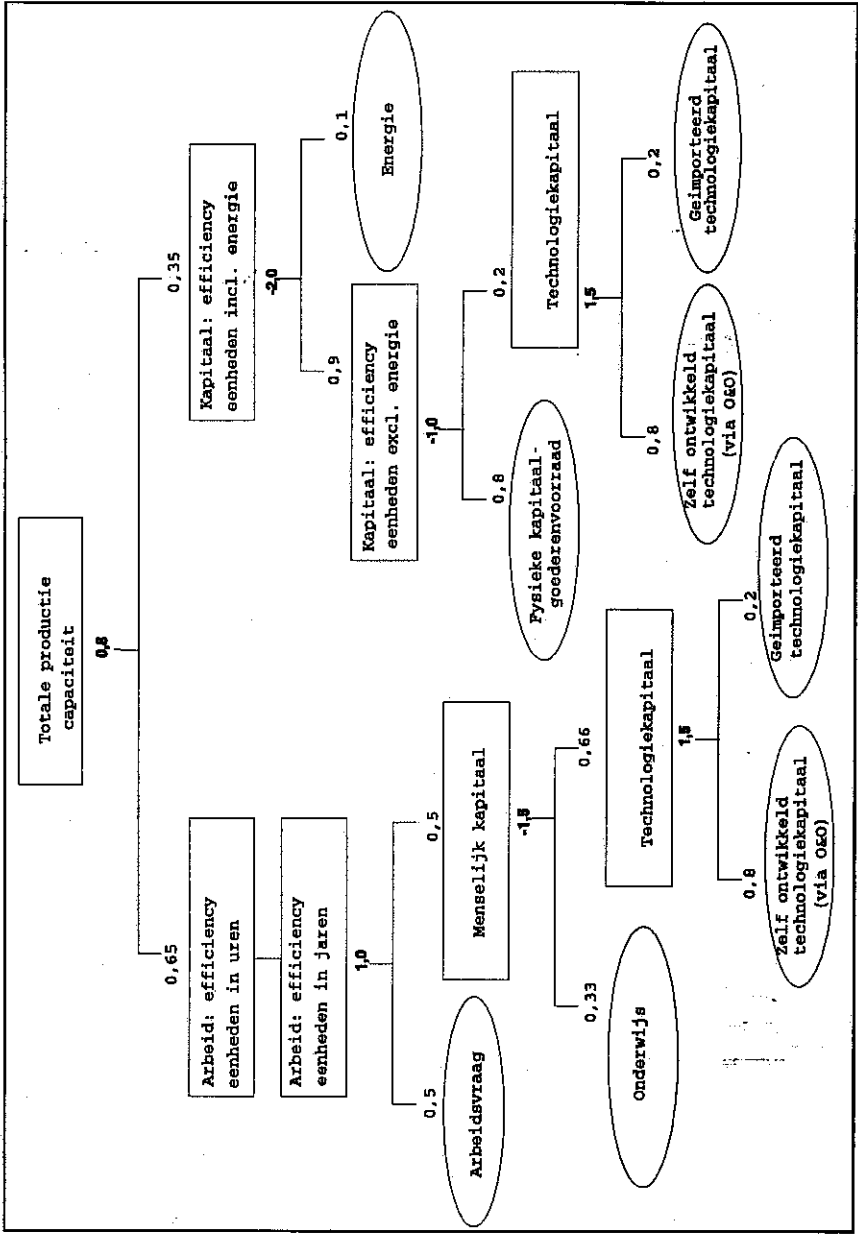 Totale productie
capaciteit
0,8
0,65
0,35
Arbeid: efficiency
eenheden in uren
Kapitaal: efficiency
eenheden incl. energie
-2,0
Arbeid: efficiency
eenheden in jaren
1,0
0,9
0,1
Kapitaal: efficiency
eenheden excl. energie
-1,0
Energie
0,5
0,5
Arbeidsvraag
Menselijk kapitaal
-1,5
0,8
0,2
Fysieke kapitaal-
goederenvoorraad
Technologiekapitaal
1,5
0,33
0,66
Onderwijs
Technologiekapitaal
1,5
0,8
0,2
Zelf ontwikkeld
technologiekapitaal
(via O&O)
Geimporteerd
technologiekapitaal
0,8
0,2
Zelf ontwikkeld
technologiekapitaal
(via O&O)
Geimporteerd
technologiekapitaal